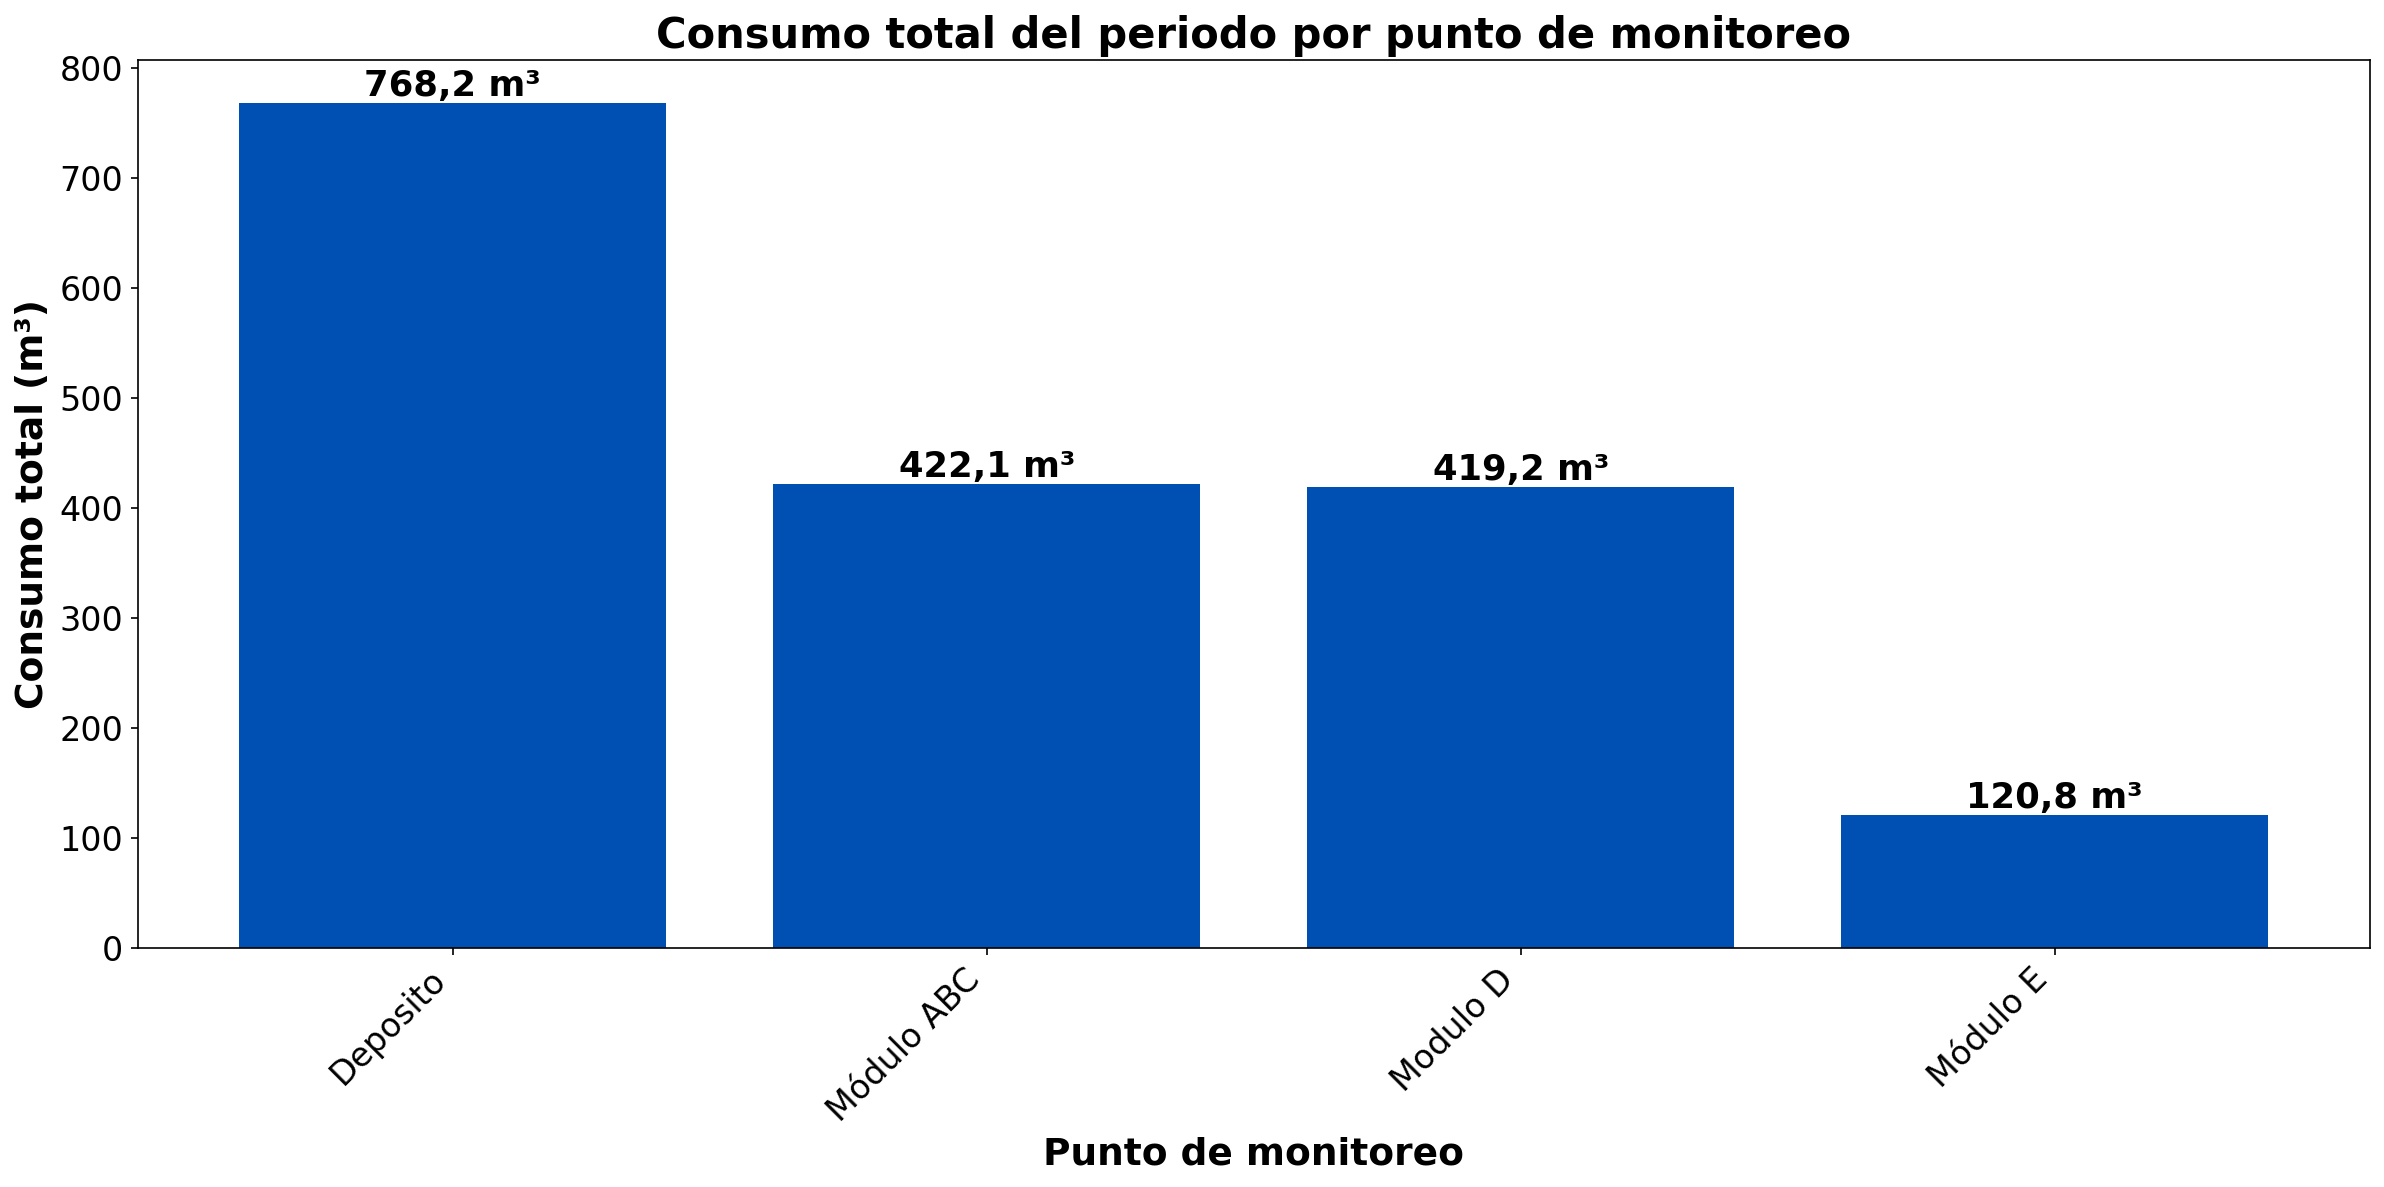 Consumo total del periodo por punto de monitoreo
Consumo total (m³)
800
700
600
500
400
300
200
100
0
768,2 m³
422,1 m³
419,2 m³
120,8 m³
Deposito
Módulo ABC
Modulo D
Módulo E
Punto de monitoreo